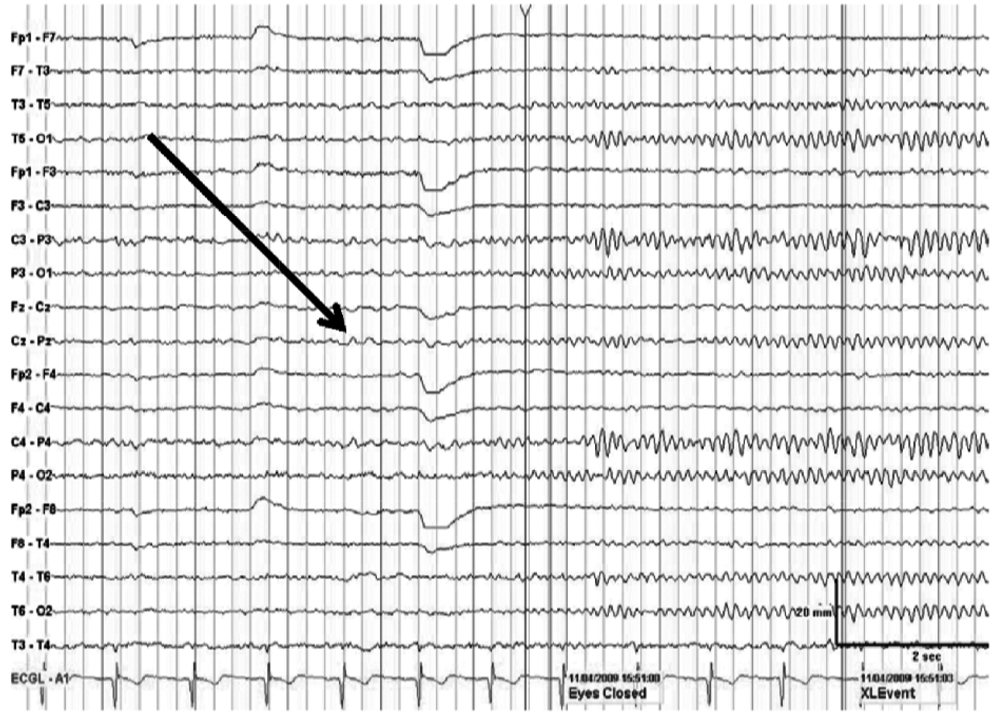 Fp1 - F7
F7 - T3
T3 - T5
T5 - O1
Fp1 - F3
F3 - C3
C3 - P3
P3 - O1
Fz - Cz
Cz - Pz
Fp2 - F4
F4 - C4
C4 - P4
P4 - O2
Fp2 - F8
F8 - T4
T4 - T6
T6 - O2
20 mm
T3 - T4
2 sec
ECGL - A1
11/04/2009 15:51:00
11/04/2009 15:51:03
Eyes Closed
XLEvent